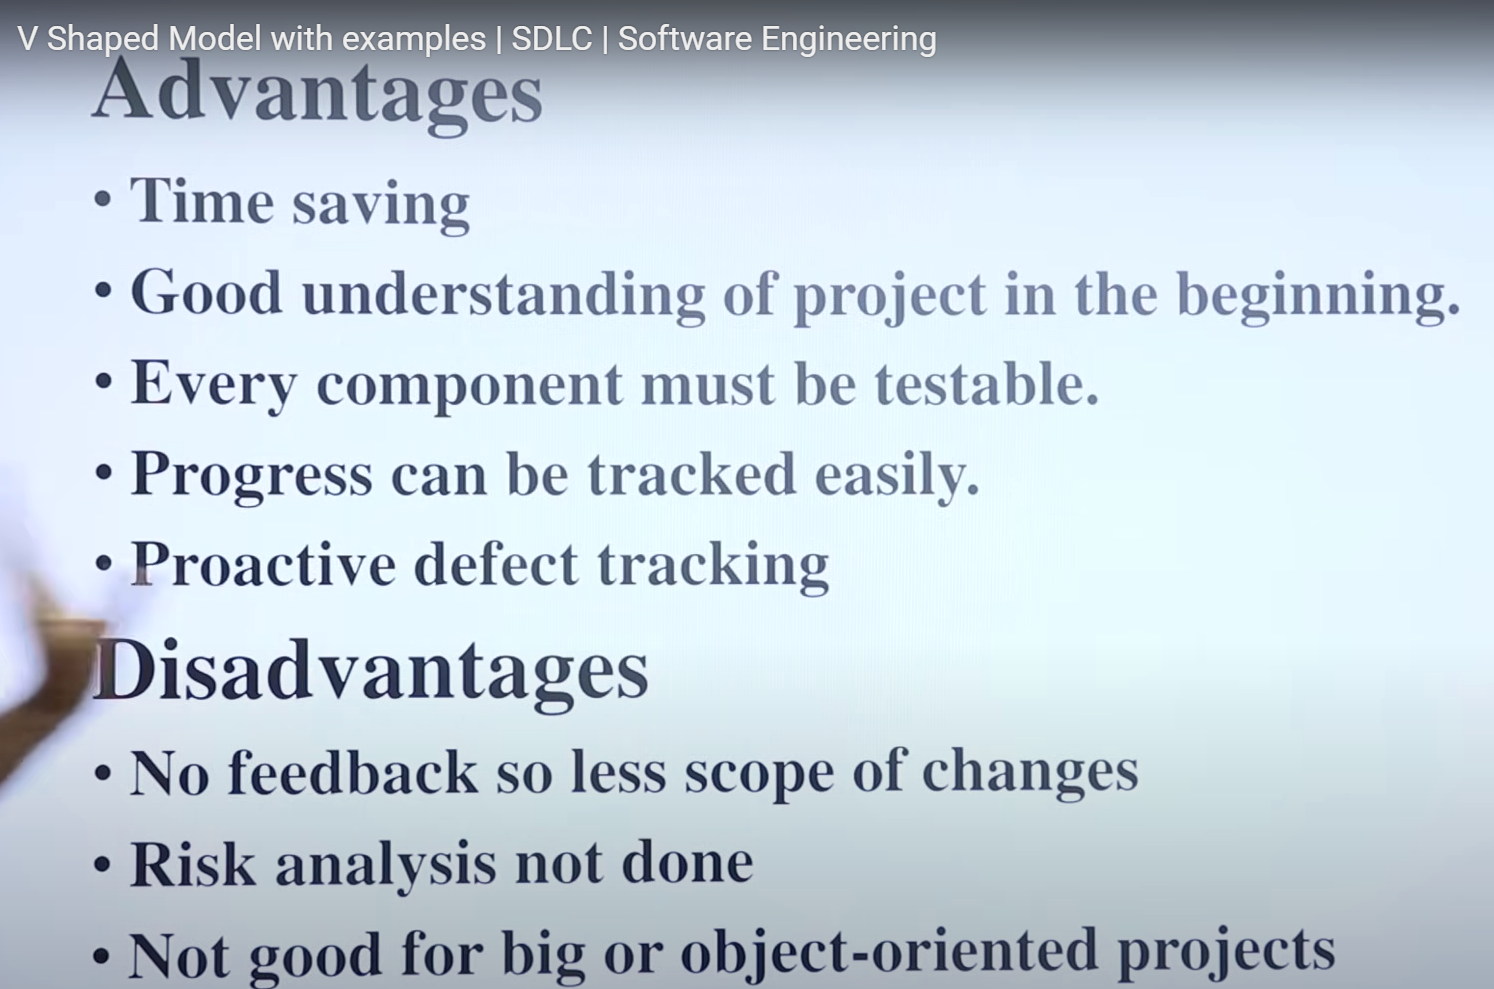 V Shaped Model with examples | SDLC | Software Engineering
Advantages
• Time saving
• Good understanding of project in the beginning.
• Every component must be testable.
• Progress can be tracked easily.
• Proactive defect tracking
Disadvantages
• No feedback so less scope of changes
• Risk analysis not done
• Not good for big or object-oriented projects